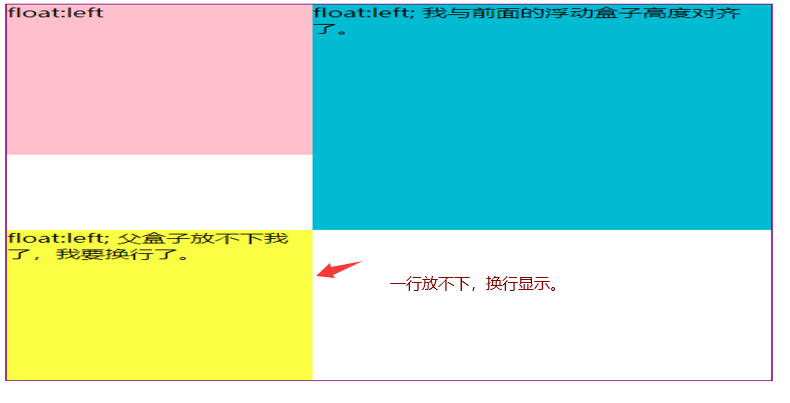 float:left
float:left; 我与前面的浮动盒子高度对齐
了。
float:left; 父盒子放不下我
了，我要换行了。
一行放不下，换行显示。